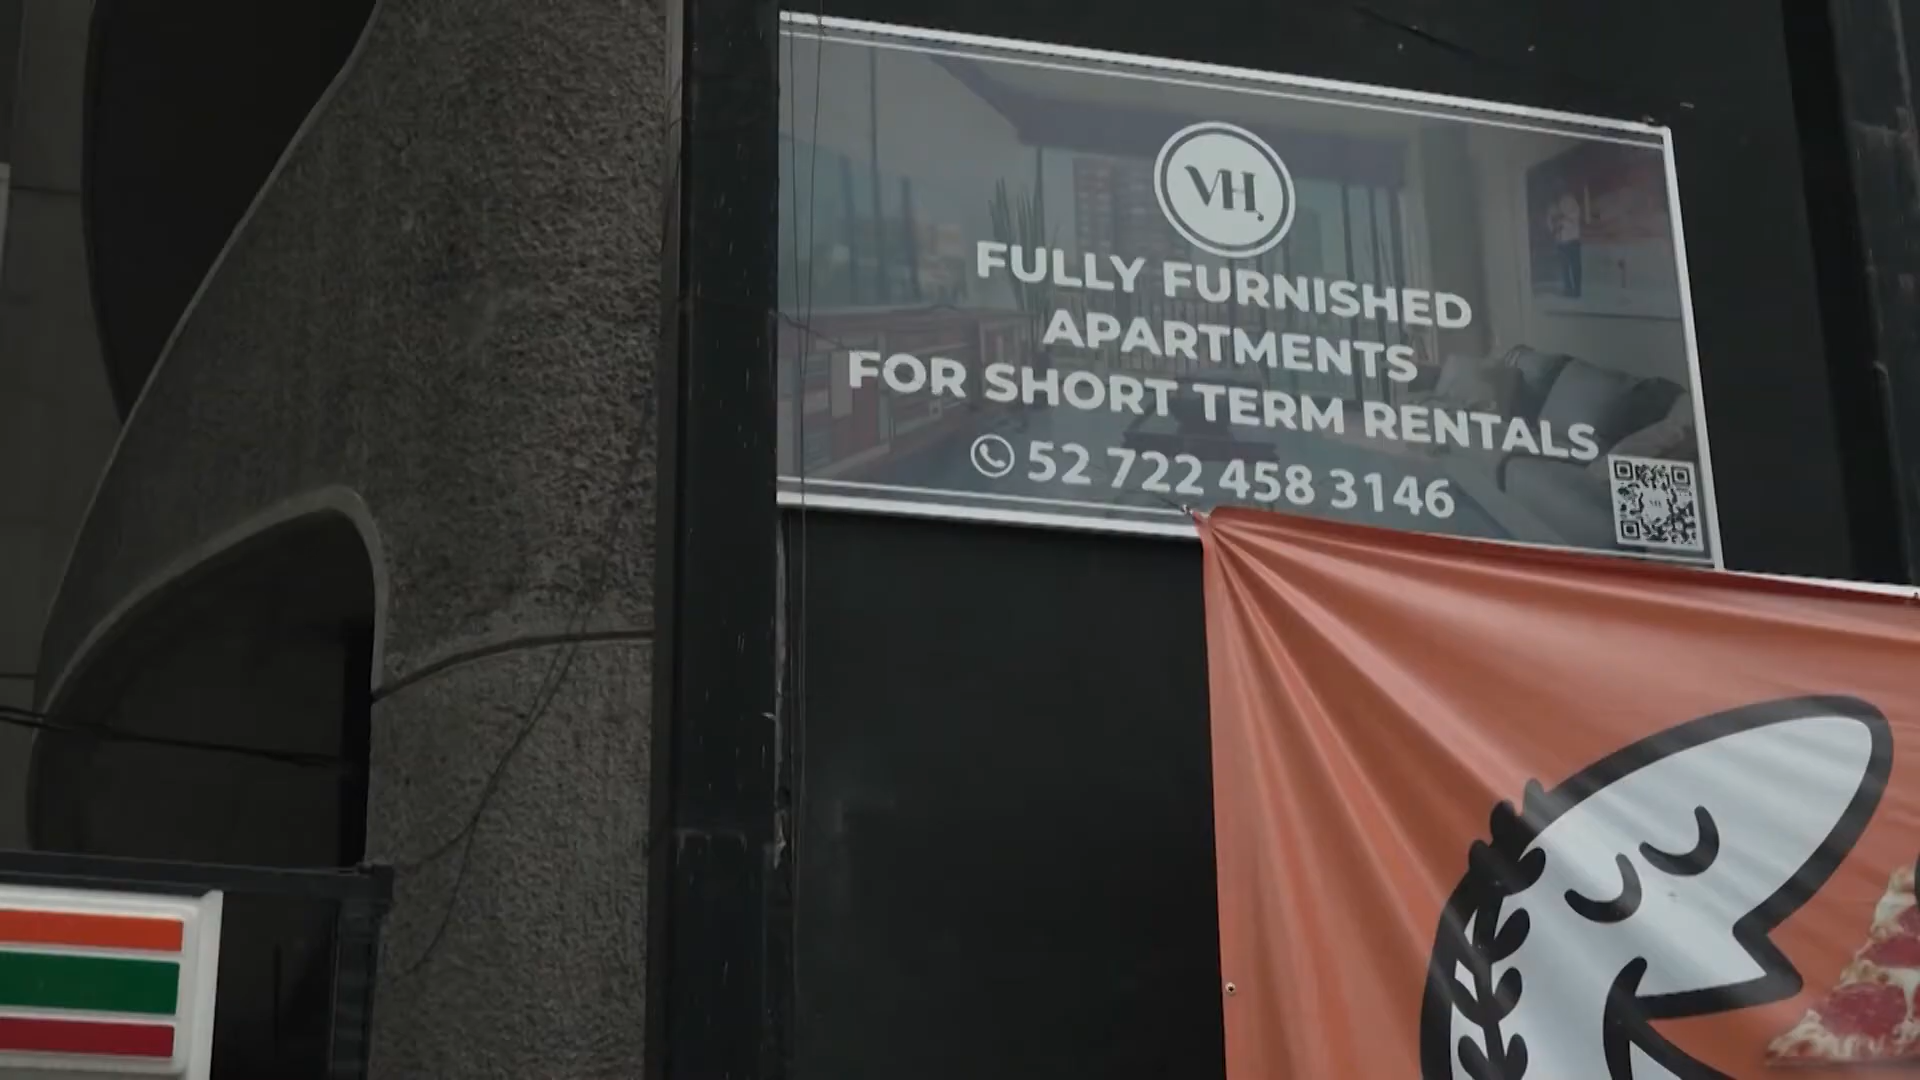 VH.
FULLY FURNISHED
APARTMENTS
FOR SHORT TERM RENTALS
52 722 458 3146